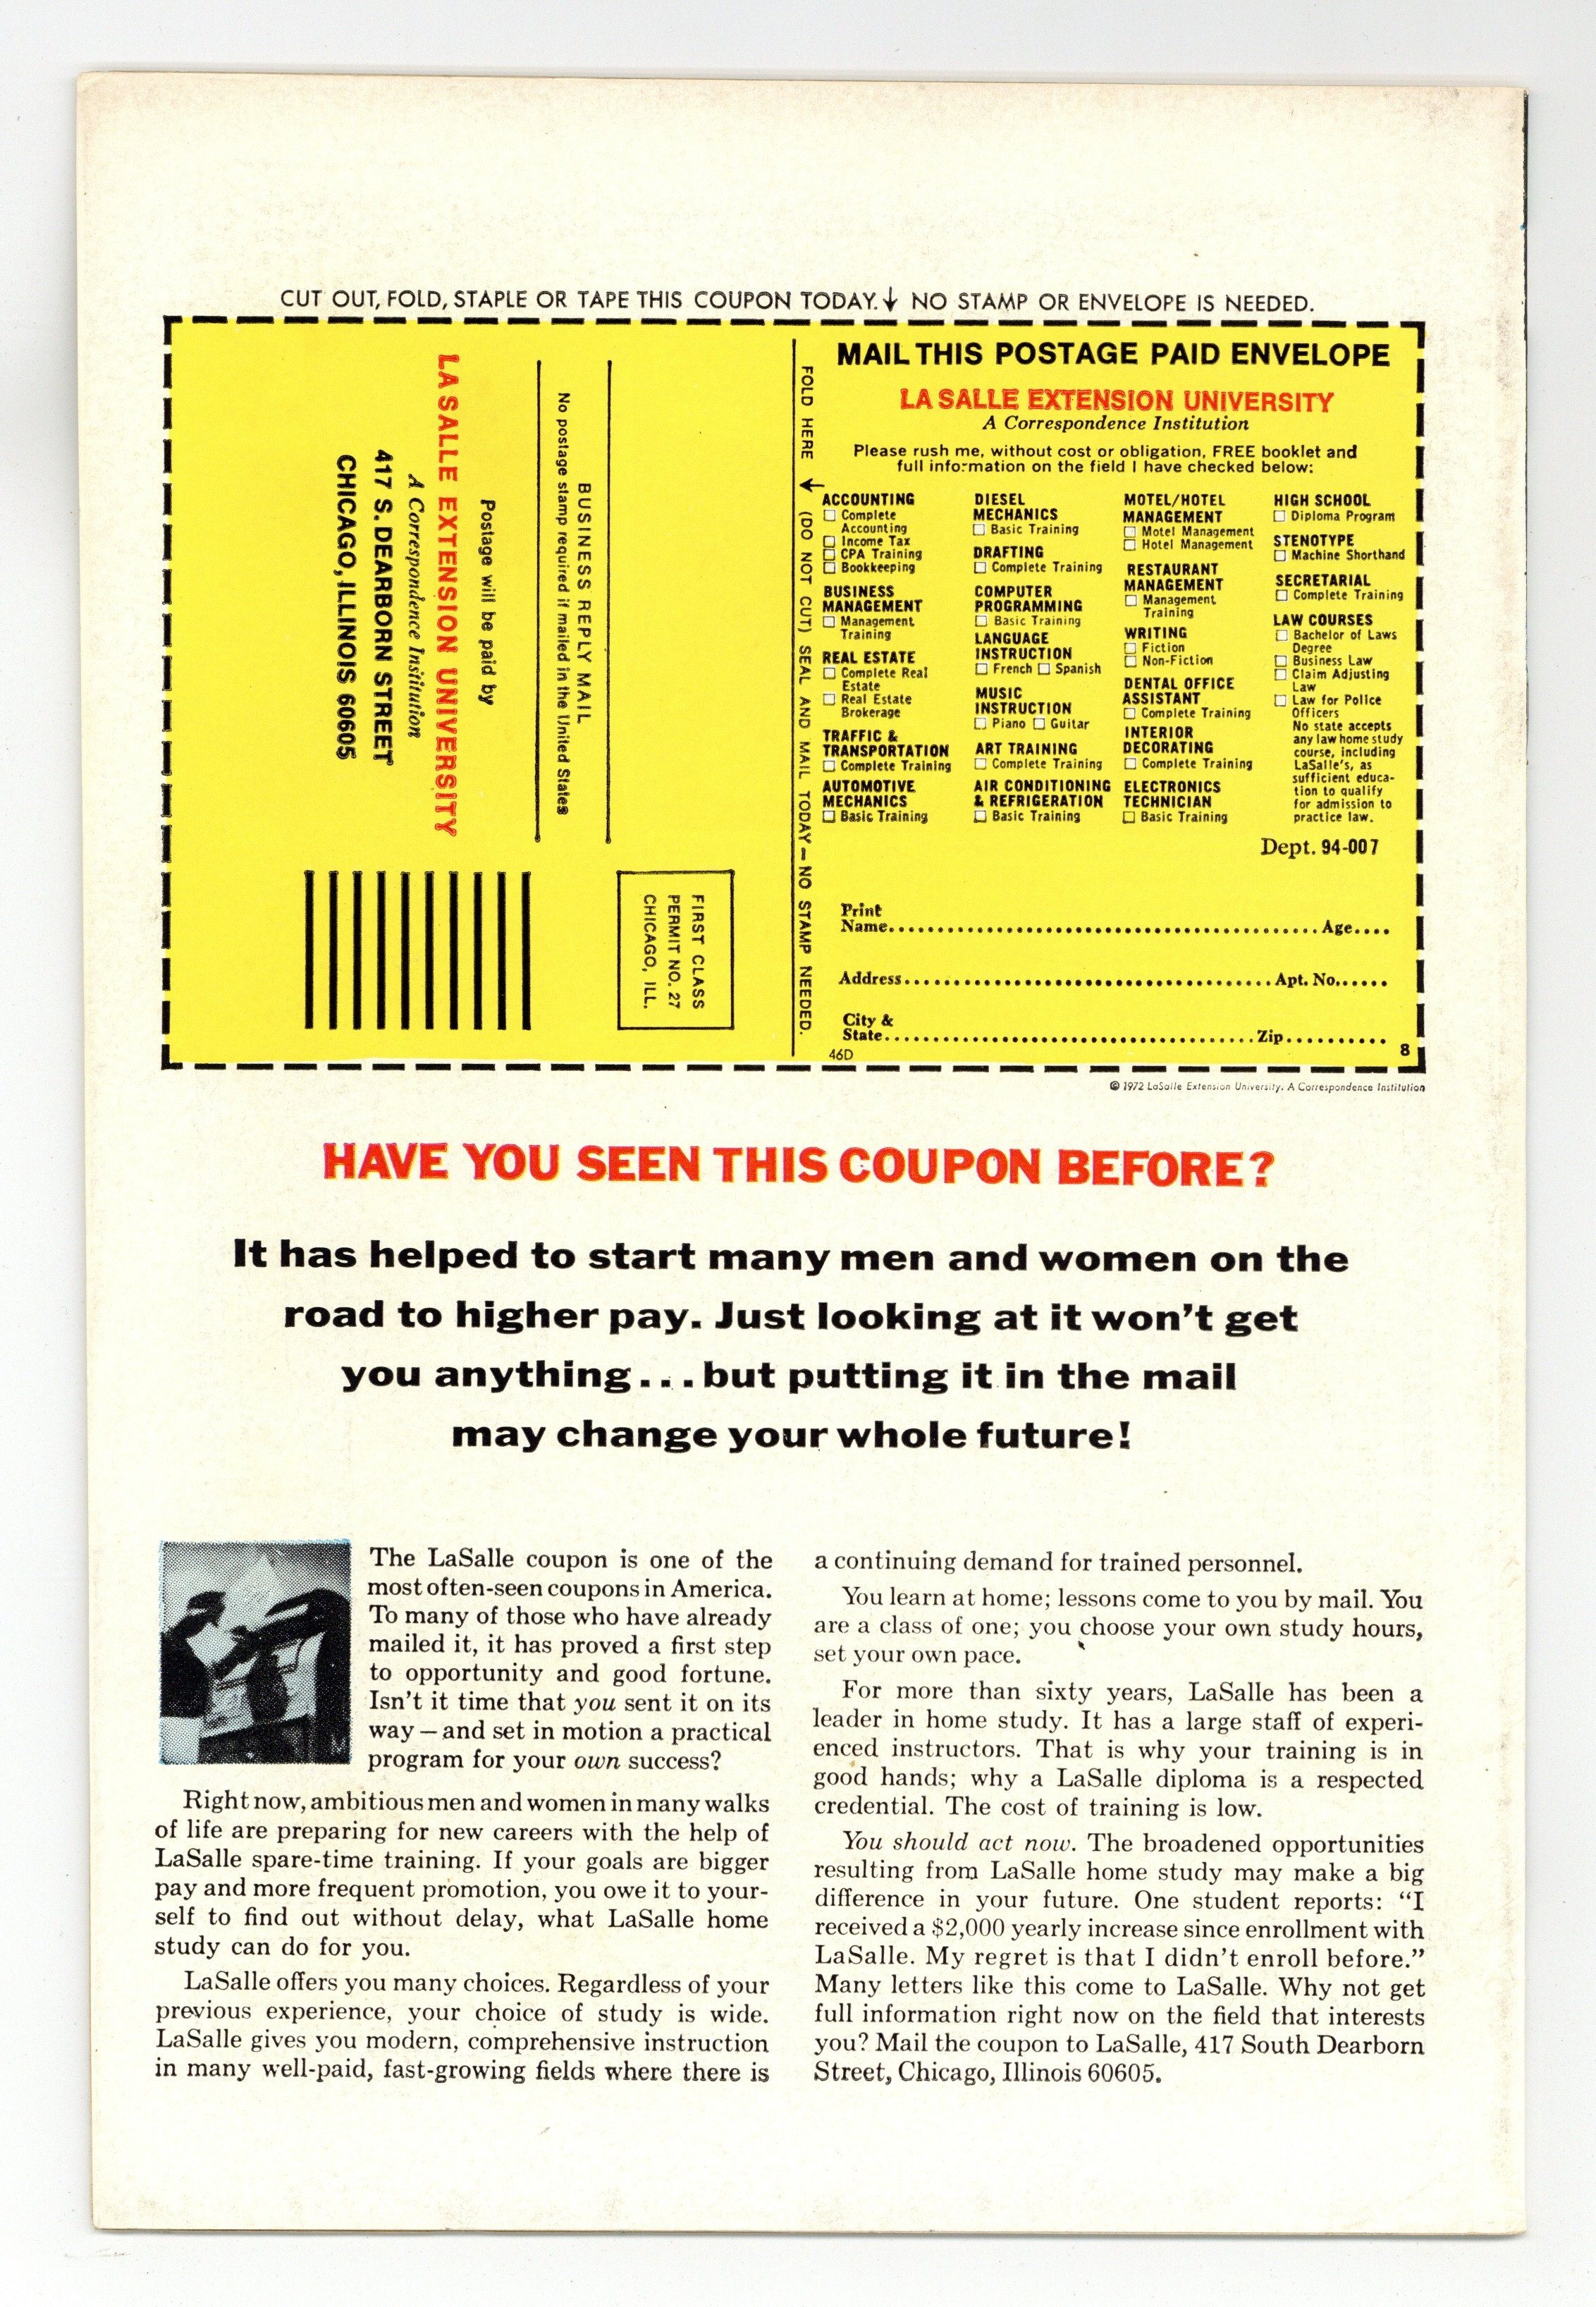 CUT OUT, FOLD, STAPLE OR TAPE THIS COUPON TODAY. NO STAMP OR ENVELOPE IS NEEDED.
BUSINESS REPLY MAIL
No postage stamp required if mailed in the United States
Postage will be paid by
LA SALLE EXTENSION UNIVERSITY
A Correspondence Institution
417 S. DEARBORN STREET
CHICAGO, ILLINOIS 60605
FIRST CLASS
PERMIT NO. 27
CHICAGO, ILL.
FOLD HERE (DO NOT CUT) SEAL AND MAIL TODAY — NO STAMP NEEDED.
MAIL THIS POSTAGE PAID ENVELOPE
LA SALLE EXTENSION UNIVERSITY
A Correspondence Institution
Please rush me, without cost or obligation, FREE booklet and
full information on the field I have checked below:
ACCOUNTING
Complete
Accounting
Income Tax
CPA Training
Bookkeeping
BUSINESS
MANAGEMENT
Management
Training
REAL ESTATE
Complete Real
Estate
Real Estate
Brokerage
TRAFFIC &
TRANSPORTATION
Complete Training
AUTOMOTIVE
MECHANICS
Basic Training
DIESEL
MECHANICS
Basic Training
DRAFTING
Complete Training
COMPUTER
PROGRAMMING
Basic Training
LANGUAGE
INSTRUCTION
French Spanish
MUSIC
INSTRUCTION
Piano Guitar
ART TRAINING
Complete Training
AIR CONDITIONING
& REFRIGERATION
Basic Training
MOTEL/HOTEL
MANAGEMENT
Motel Management
Hotel Management
RESTAURANT
MANAGEMENT
Management
Training
WRITING
Fiction
Non-Fiction
DENTAL OFFICE
ASSISTANT
Complete Training
INTERIOR
DECORATING
Complete Training
ELECTRONICS
TECHNICIAN
Basic Training
HIGH SCHOOL
Diploma Program
STENOTYPE
Machine Shorthand
SECRETARIAL
Complete Training
LAW COURSES
Bachelor of Laws
Degree
Business Law
Claim Adjusting
Law
Law for Police
Officers
No state accepts
any law home study
course, including
LaSalle's, as
sufficient educa-
tion to qualify
for admission to
practice law.
Dept. 94-007
Print
Name Age
Address Apt. No.
City &
State Zip
46D 8
© 1972 LaSalle Extension University. A Correspondence Institution
HAVE YOU SEEN THIS COUPON BEFORE?
It has helped to start many men and women on the
road to higher pay. Just looking at it won't get
you anything...but putting it in the mail
may change your whole future!
The LaSalle coupon is one of the
most often-seen coupons in America.
To many of those who have already
mailed it, it has proved a first step
to opportunity and good fortune.
Isn't it time that you sent it on its
way — and set in motion a practical
program for your own success?
Right now, ambitious men and women in many walks
of life are preparing for new careers with the help of
LaSalle spare-time training. If your goals are bigger
pay and more frequent promotion, you owe it to your-
self to find out without delay, what LaSalle home
study can do for you.
LaSalle offers you many choices. Regardless of your
previous experience, your choice of study is wide.
LaSalle gives you modern, comprehensive instruction
in many well-paid, fast-growing fields where there is
a continuing demand for trained personnel.
You learn at home; lessons come to you by mail. You
are a class of one; you choose your own study hours,
set your own pace.
For more than sixty years, LaSalle has been a
leader in home study. It has a large staff of experi-
enced instructors. That is why your training is in
good hands; why a LaSalle diploma is a respected
credential. The cost of training is low.
You should act now. The broadened opportunities
resulting from LaSalle home study may make a big
difference in your future. One student reports: "I
received a $2,000 yearly increase since enrollment with
LaSalle. My regret is that I didn't enroll before."
Many letters like this come to LaSalle. Why not get
full information right now on the field that interests
you? Mail the coupon to LaSalle, 417 South Dearborn
Street, Chicago, Illinois 60605.